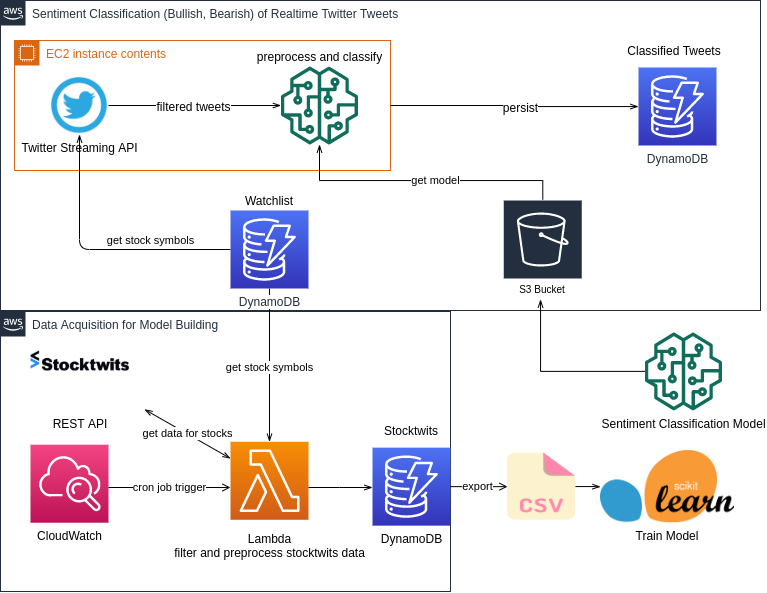 aws
Sentiment Classification (Bullish, Bearish) of Realtime Twitter Tweets
EC2 instance contents
preprocess and classify
Classified Tweets
filtered tweets
persist
Twitter Streaming API
DynamoDB
get model
Watchlist
get stock symbols
S3 Bucket
DynamoDB
aws
Data Acquisition for Model Building
Stocktwits
get stock symbols
REST API
get data for stocks
Stocktwits
Sentiment Classification Model
cron job trigger
export
CSV
scikit
learn
CloudWatch
Lambda
filter and preprocess stocktwits data
DynamoDB
Train Model